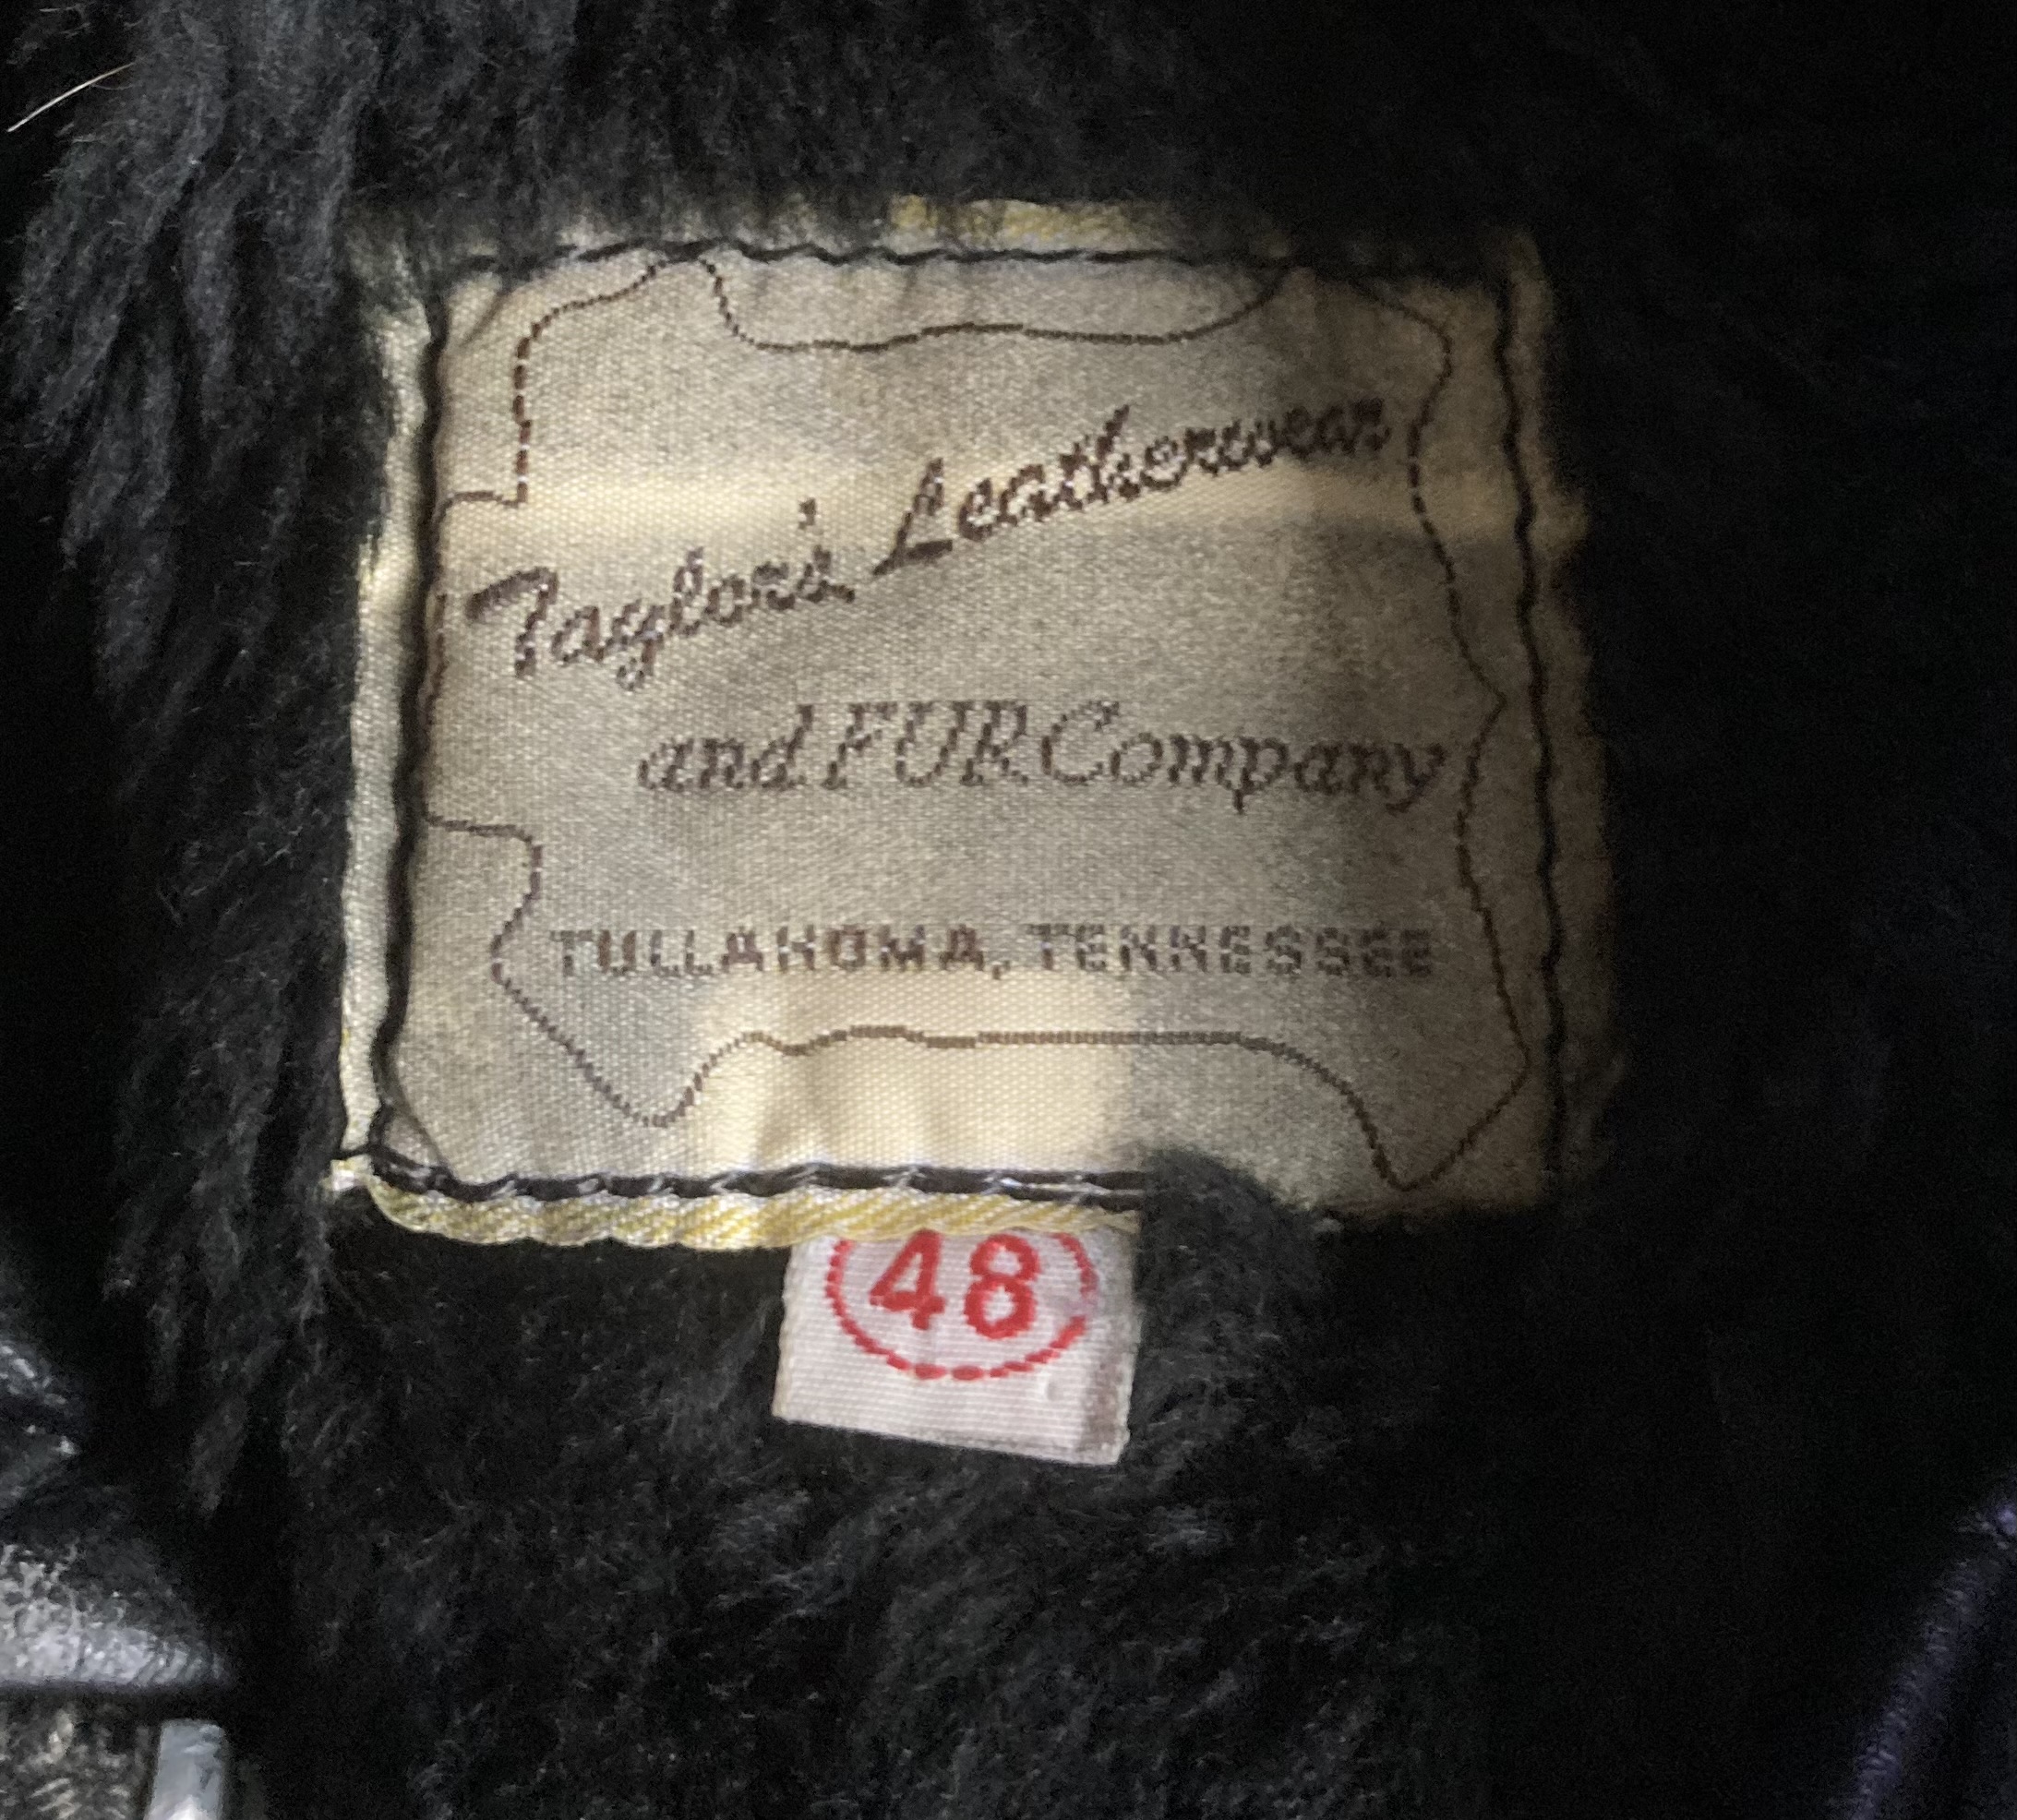 Taylor's Leatherwear
and FUR Company
TULLAHOMA, TENNESSEE
48